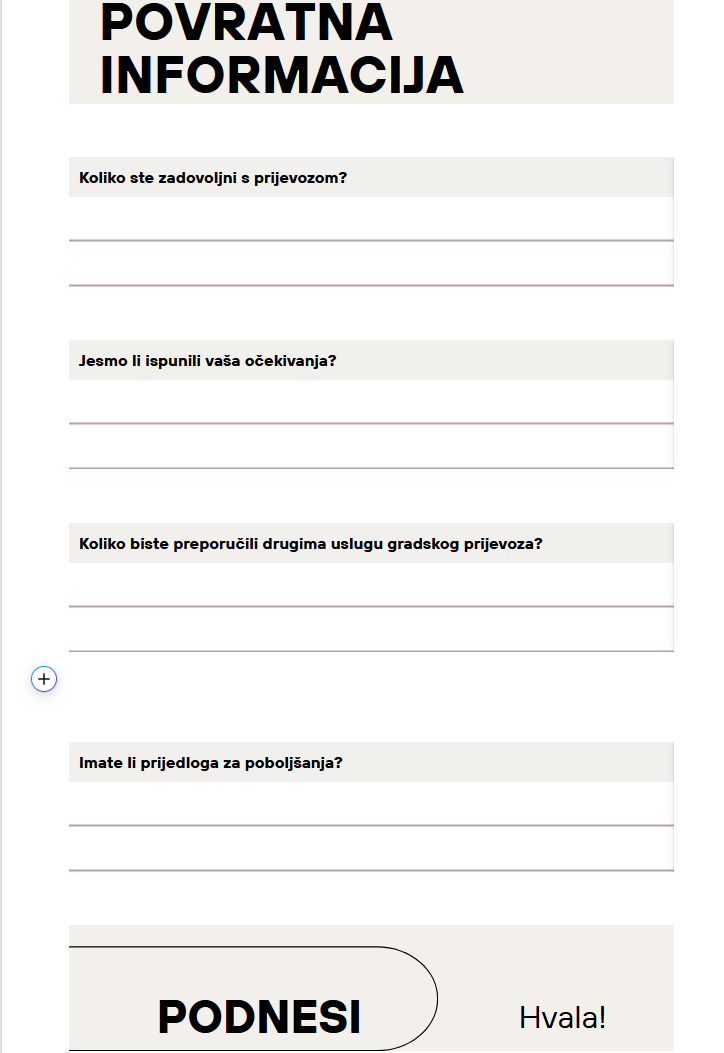 POVRATNA
INFORMACIJA
Koliko ste zadovoljni s prijevozom?
Jesmo li ispunili vaša očekivanja?
Koliko biste preporučili drugima uslugu gradskog prijevoza?
Imate li prijedloga za poboljšanja?
PODNESI
Hvala!